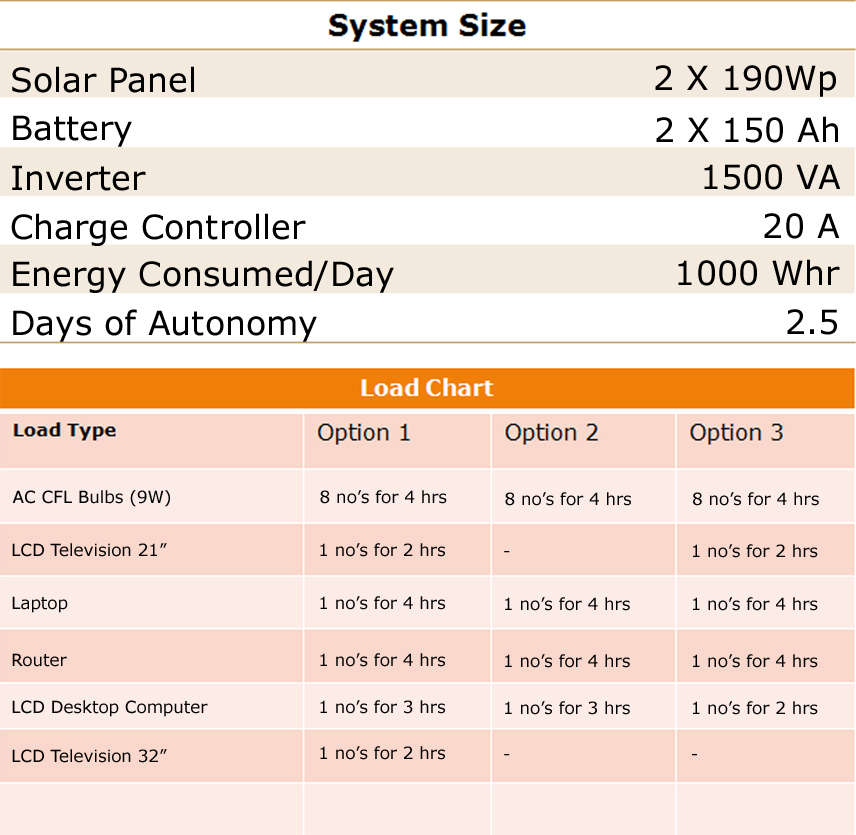 System Size
Solar Panel 2 X 190Wp
Battery 2 X 150 Ah
Inverter 1500 VA
Charge Controller 20 A
Energy Consumed/Day 1000 Whr
Days of Autonomy 2.5
Load Chart
Load Type Option 1 Option 2 Option 3
AC CFL Bulbs (9W) 8 no’s for 4 hrs 8 no’s for 4 hrs 8 no’s for 4 hrs
LCD Television 21” 1 no’s for 2 hrs - 1 no’s for 2 hrs
Laptop 1 no’s for 4 hrs 1 no’s for 4 hrs 1 no’s for 4 hrs
Router 1 no’s for 4 hrs 1 no’s for 4 hrs 1 no’s for 4 hrs
LCD Desktop Computer 1 no’s for 3 hrs 1 no’s for 3 hrs 1 no’s for 2 hrs
LCD Television 32” 1 no’s for 2 hrs - -